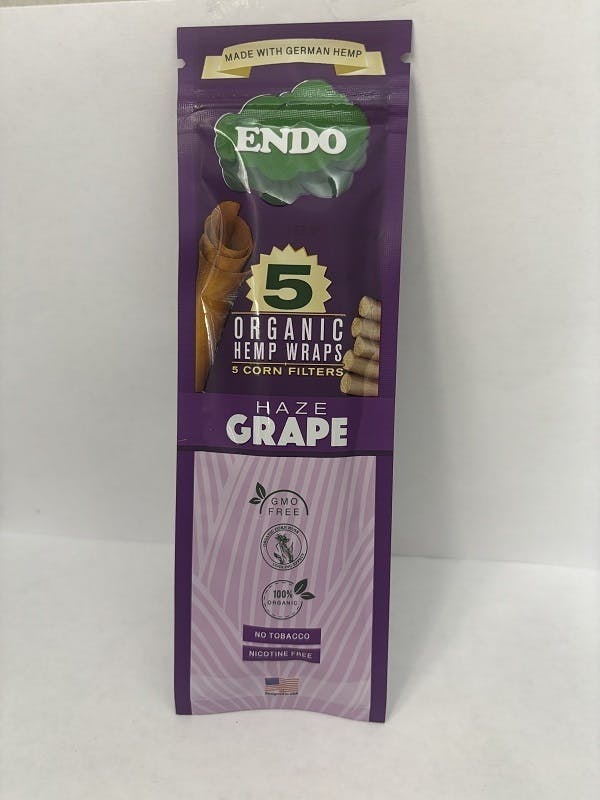 MADE WITH GERMAN HEMP
ENDO
5
ORGANIC
HEMP WRAPS
5 CORN FILTERS
HAZE
GRAPE
GMO
FREE
100%
ORGANIC
NO TOBACCO
NICOTINE FREE